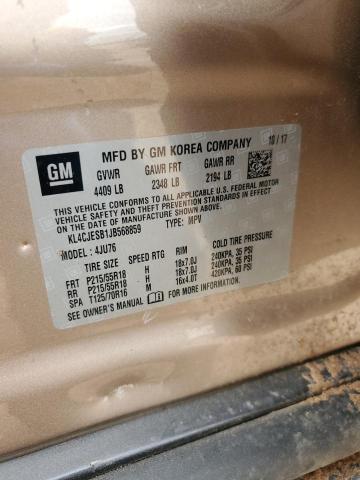 GM
MFD BY GM KOREA COMPANY 10/17
GVWR GAWR FRT GAWR RR
4409 LB 2348 LB 2194 LB
THIS VEHICLE CONFORMS TO ALL APPLICABLE U.S. FEDERAL MOTOR
VEHICLE SAFETY AND THEFT PREVENTION STANDARDS IN EFFECT
ON THE DATE OF MANUFACTURE SHOWN ABOVE.
KL4CJESB1JB568859 TYPE: MPV
MODEL: 4JU76
TIRE SIZE SPEED RTG RIM COLD TIRE PRESSURE
FRT P215/55R18 H 18x7.0J 240KPA, 35 PSI
RR P215/55R18 H 18x7.0J 240KPA, 35 PSI
SPA T125/70R16 M 16x4.0T 420KPA, 60 PSI
SEE OWNER'S MANUAL FOR MORE INFORMATION.